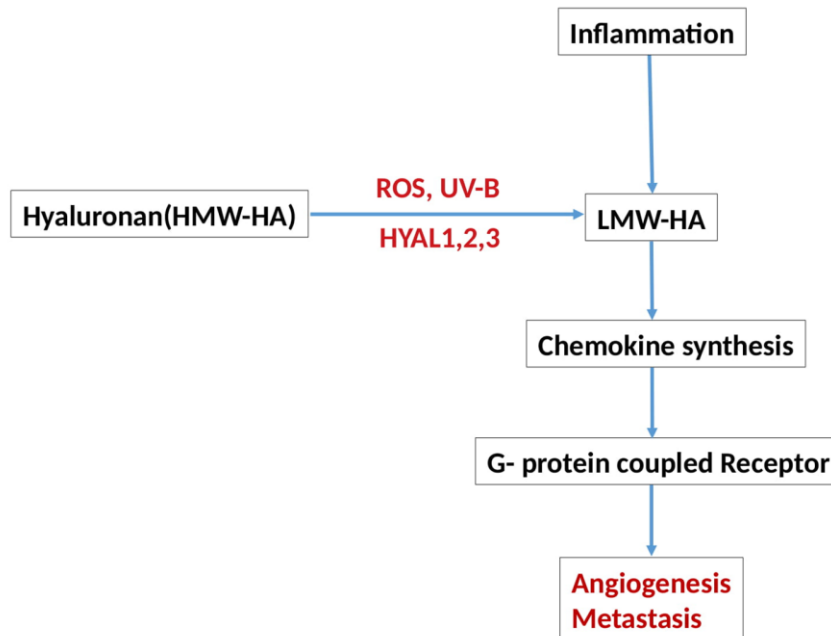 Inflammation
ROS, UV-B
Hyaluronan(HMW-HA)
LMW-HA
HYAL1,2,3
Chemokine synthesis
G- protein coupled Receptor
Angiogenesis
Metastasis